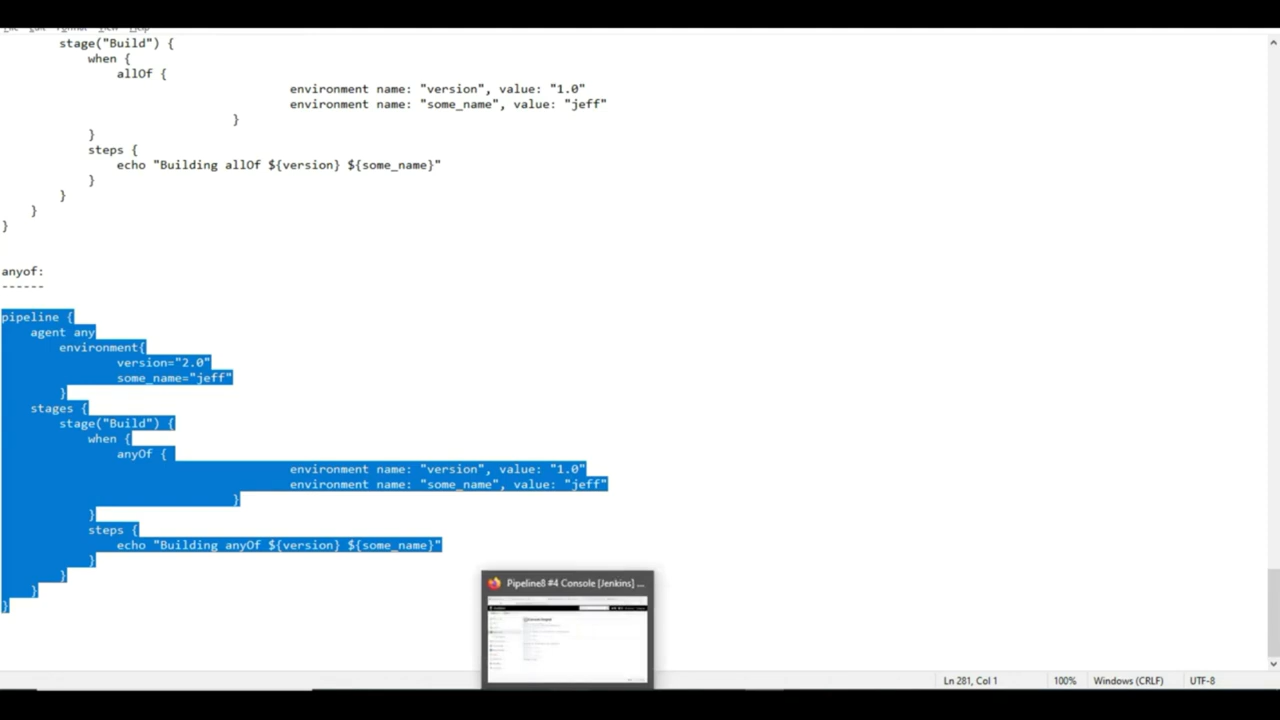 stage("Build") {
when {
allOf {
environment name: "version", value: "1.0"
environment name: "some_name", value: "jeff"
}
}
steps {
echo "Building allOf ${version} ${some_name}"
}
}
}
}
anyof:
------
pipeline {
agent any
environment{
version="2.0"
some_name="jeff"
}
stages {
stage("Build") {
when {
anyOf {
environment name: "version", value: "1.0"
environment name: "some_name", value: "jeff"
}
}
steps {
echo "Building anyOf ${version} ${some_name}"
}
}
}
}
Pipeline8 #4 Console [Jenkins] ...
Ln 281, Col 1
100%
Windows (CRLF)
UTF-8